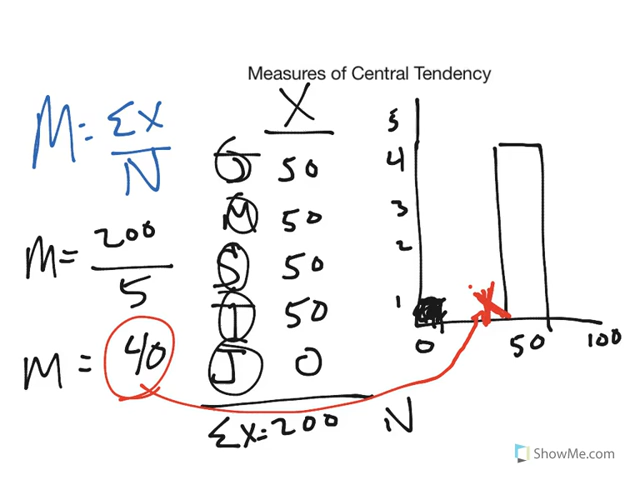 Measures of Central Tendency
M = ΣX / N
X
J 50
M 50
S 50
T 50
J 0
ΣX=200 N
M = 200 / 5
M = 40
5
4
3
2
1
0 50 100
ShowMe.com